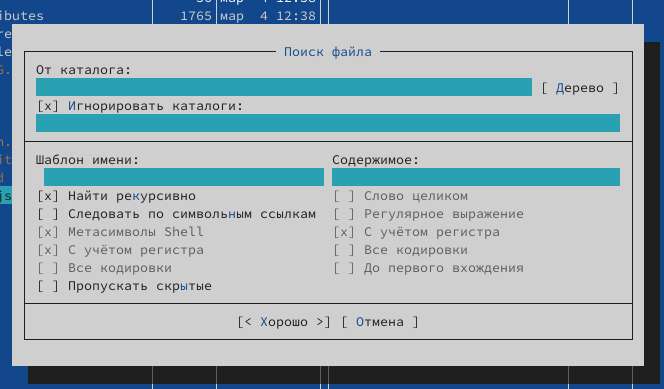 ibutes 1765 мар 4 12:38
Поиск файла
От каталога:
[ Дерево ]
[x] Игнорировать каталоги:
Шаблон имени: Содержимое:
[x] Найти рекурсивно [ ] Слово целиком
[ ] Следовать по символьным ссылкам [ ] Регулярное выражение
[x] Метасимволы Shell [x] С учётом регистра
[x] С учётом регистра [ ] Все кодировки
[ ] Все кодировки [ ] До первого вхождения
[ ] Пропускать скрытые
[< Хорошо >] [ Отмена ]